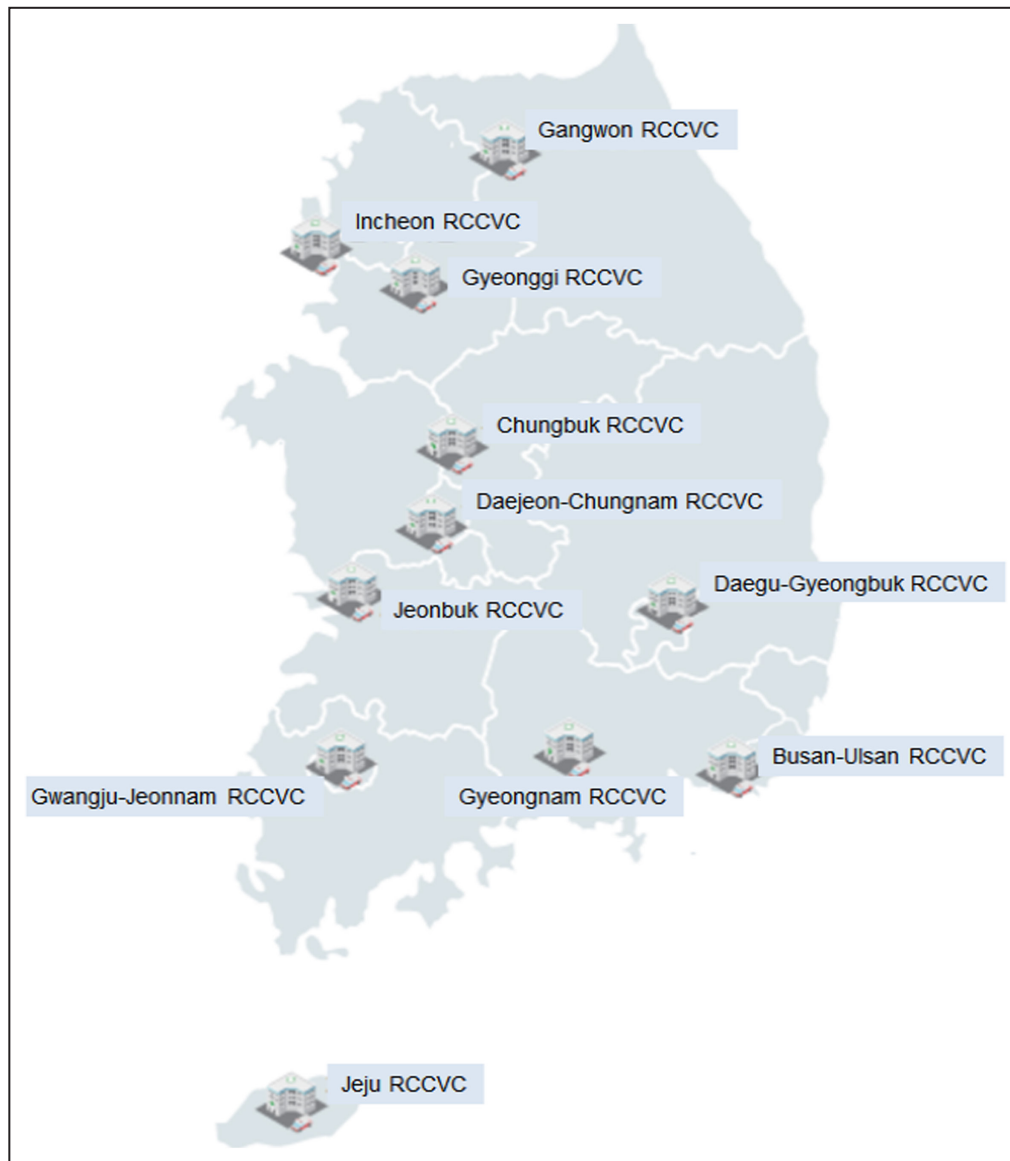 Gangwon RCCVC
Incheon RCCVC
Gyeonggi RCCVC
Chungbuk RCCVC
Daejeon-Chungnam RCCVC
Daegu-Gyeongbuk RCCVC
Jeonbuk RCCVC
Busan-Ulsan RCCVC
Gwangju-Jeonnam RCCVC
Gyeongnam RCCVC
Jeju RCCVC